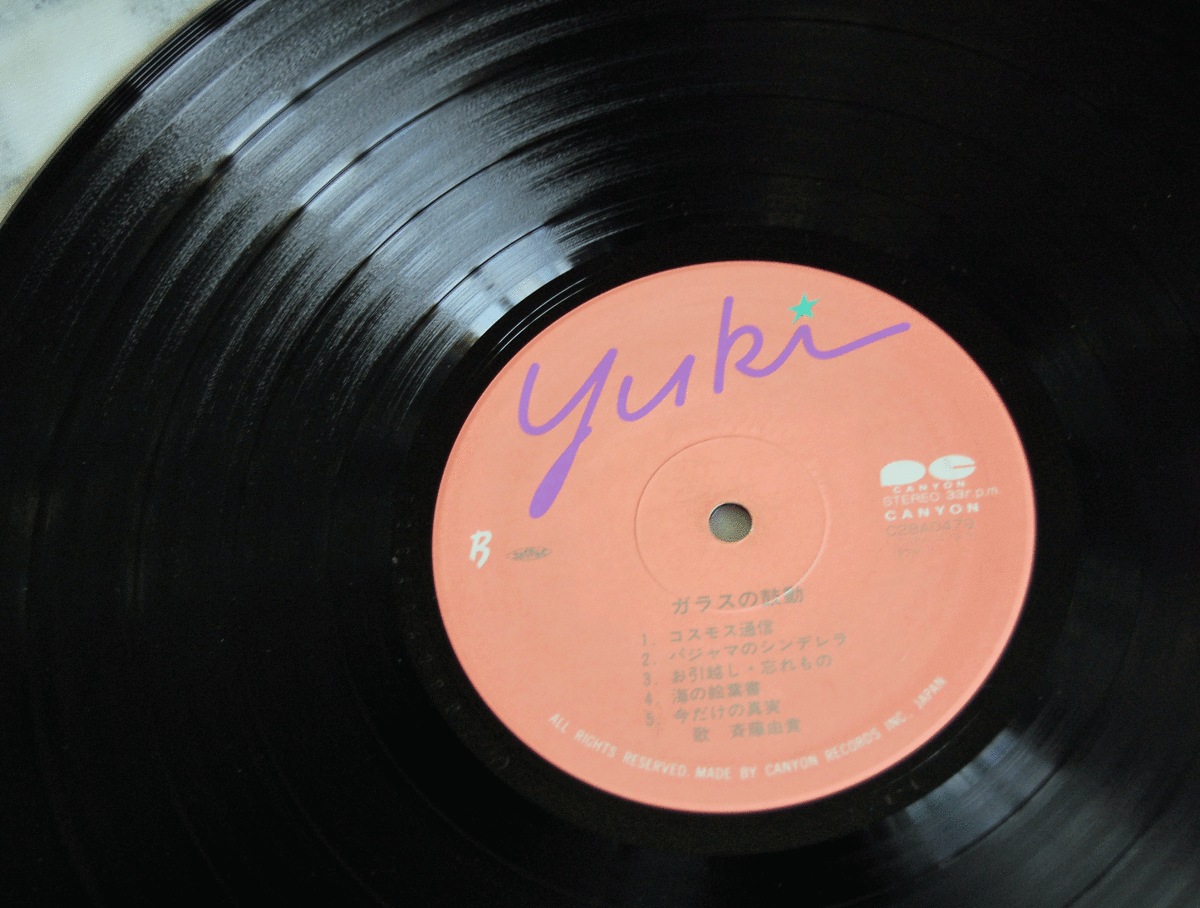 yuki
PC
CANYON
STEREO 33r.p.m.
CANYON
C28A0479
B
ガラスの鼓動
1. コスモス通信
2. パジャマのシンデレラ
3. お引越し・忘れもの
4. 海の絵葉書
5. 今だけの真実
歌 斉藤由貴
ALL RIGHTS RESERVED. MADE BY CANYON RECORDS INC. JAPAN